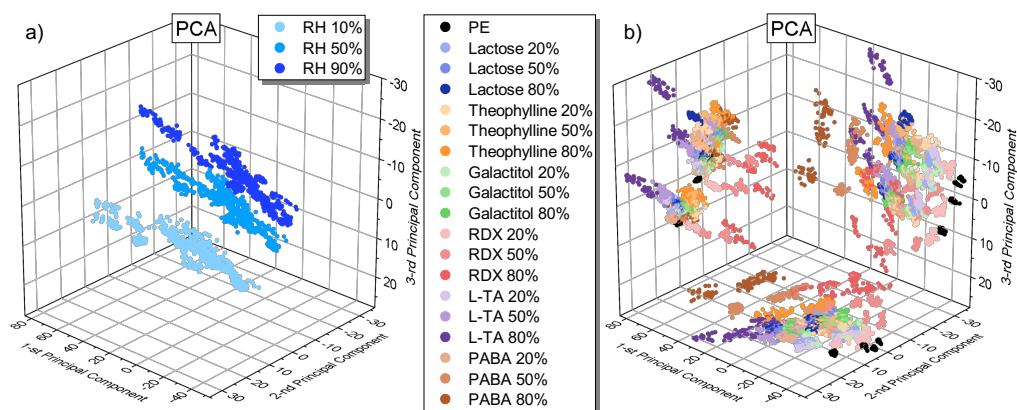 a)
PCA
RH 10%
RH 50%
RH 90%
-30
-20
-10
0
10
20
3-rd Principal Component
80
60
40
20
0
-20
-40
1-st Principal Component
-30
-20
-10
0
10
20
30
2-nd Principal Component
PE
Lactose 20%
Lactose 50%
Lactose 80%
Theophylline 20%
Theophylline 50%
Theophylline 80%
Galactitol 20%
Galactitol 50%
Galactitol 80%
RDX 20%
RDX 50%
RDX 80%
L-TA 20%
L-TA 50%
L-TA 80%
PABA 20%
PABA 50%
PABA 80%
b)
PCA
-30
-20
-10
0
10
20
3-rd Principal Component
80
60
40
20
0
-20
-40
1-st Principal Component
-30
-20
-10
0
10
20
30
2-nd Principal Component